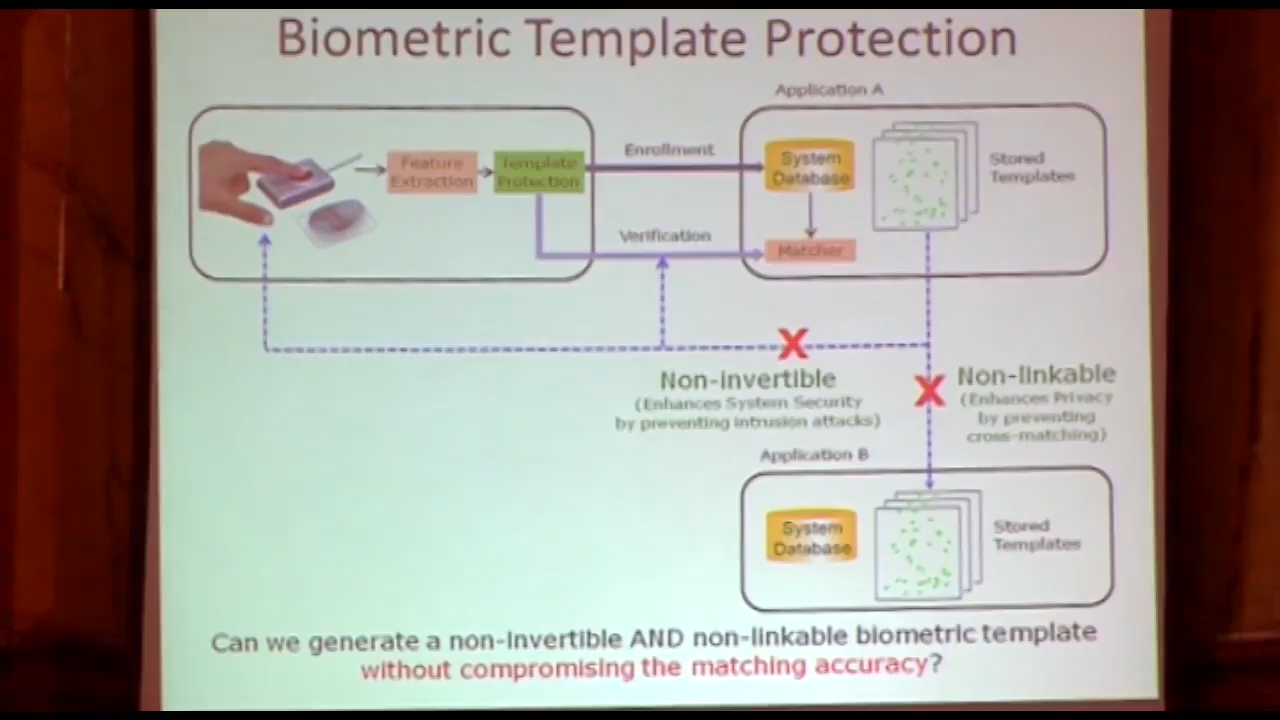 Biometric Template Protection
Application A
Enrollment
Feature
Extraction
Template
Protection
System
Database
Stored
Templates
Verification
Matcher
Non-invertible
(Enhances System Security
by preventing intrusion attacks)
Non-linkable
(Enhances Privacy
by preventing
cross-matching)
Application B
System
Database
Stored
Templates
Can we generate a non-invertible AND non-linkable biometric template
without compromising the matching accuracy?